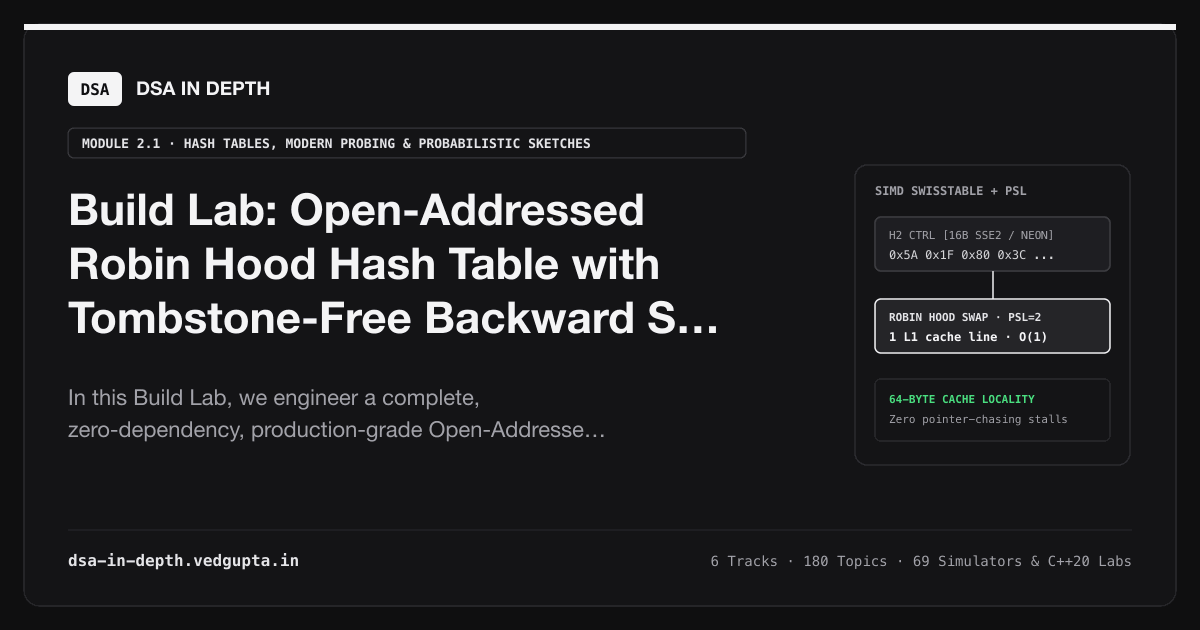 DSA DSA IN DEPTH
MODULE 2.1 · HASH TABLES, MODERN PROBING & PROBABILISTIC SKETCHES
Build Lab: Open-Addressed
Robin Hood Hash Table with
Tombstone-Free Backward S...
In this Build Lab, we engineer a complete,
zero-dependency, production-grade Open-Addresse...
SIMD SWISSTABLE + PSL
H2 CTRL [16B SSE2 / NEON]
0x5A 0x1F 0x80 0x3C ...
ROBIN HOOD SWAP · PSL=2
1 L1 cache line · O(1)
64-BYTE CACHE LOCALITY
Zero pointer-chasing stalls
dsa-in-depth.vedgupta.in
6 Tracks · 180 Topics · 69 Simulators & C++20 Labs